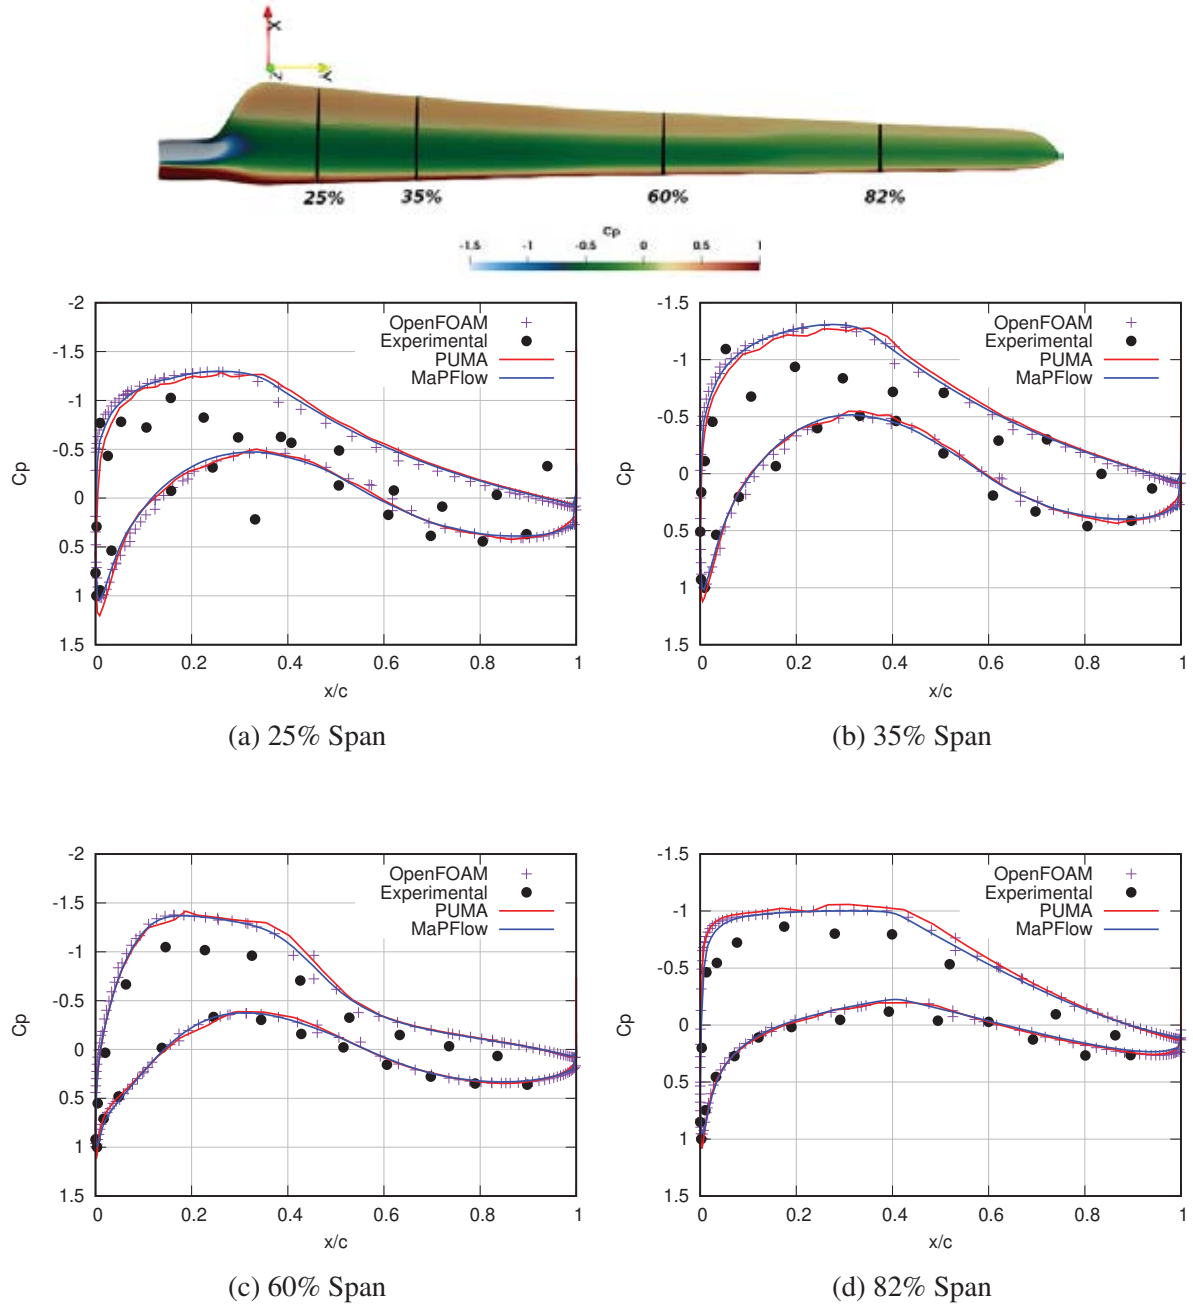 X
Z Y
25% 35% 60% 82%
Cp
-1.5 -1 -0.5 0 0.5 1
-2
-1.5
-1
-0.5
0
0.5
1
1.5
Cp
OpenFOAM
Experimental
PUMA
MaPFlow
0 0.2 0.4 0.6 0.8 1
x/c
(a) 25% Span
-1.5
-1
-0.5
0
0.5
1
1.5
Cp
OpenFOAM
Experimental
PUMA
MaPFlow
0 0.2 0.4 0.6 0.8 1
x/c
(b) 35% Span
-2
-1.5
-1
-0.5
0
0.5
1
1.5
Cp
OpenFOAM
Experimental
PUMA
MaPFlow
0 0.2 0.4 0.6 0.8 1
x/c
(c) 60% Span
-1.5
-1
-0.5
0
0.5
1
1.5
Cp
OpenFOAM
Experimental
PUMA
MaPFlow
0 0.2 0.4 0.6 0.8 1
x/c
(d) 82% Span